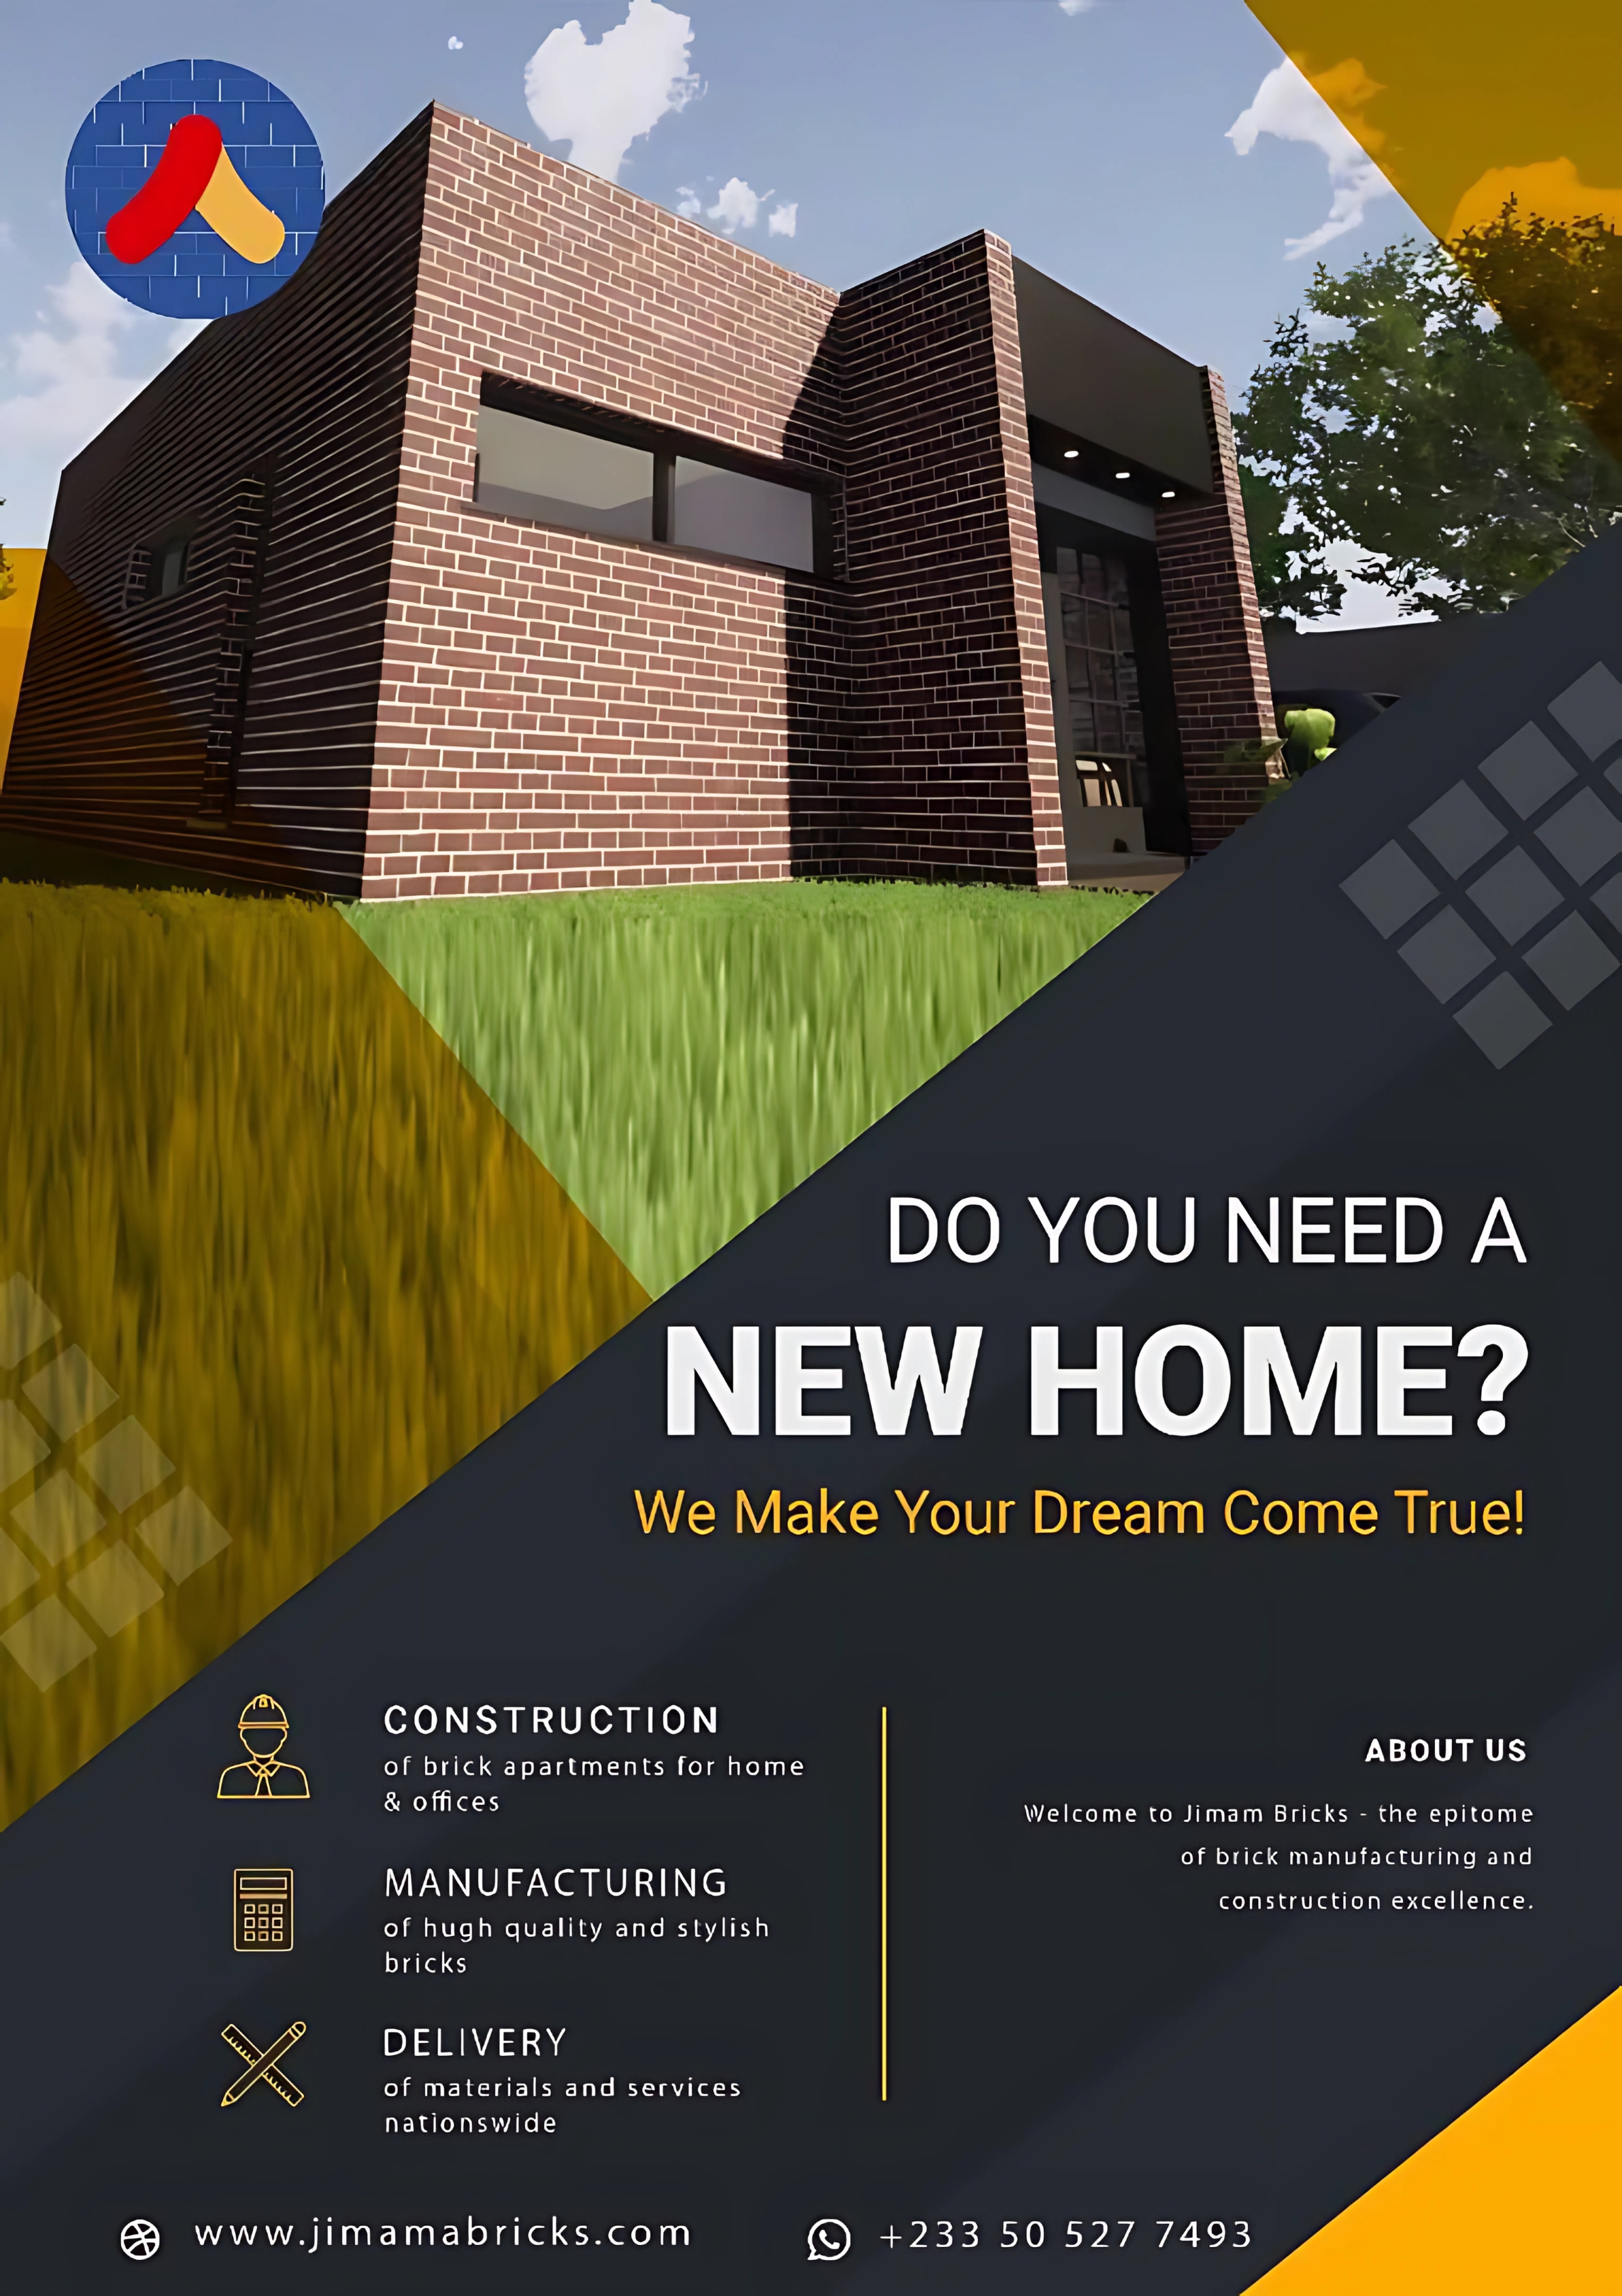 DO YOU NEED A
NEW HOME?
We Make Your Dream Come True!
CONSTRUCTION
of brick apartments for home
& offices
MANUFACTURING
of hugh quality and stylish
bricks
DELIVERY
of materials and services
nationswide
ABOUT US
Welcome to Jimam Bricks - the epitome
of brick manufacturing and
construction excellence.
www.jimamabricks.com
+233 50 527 7493